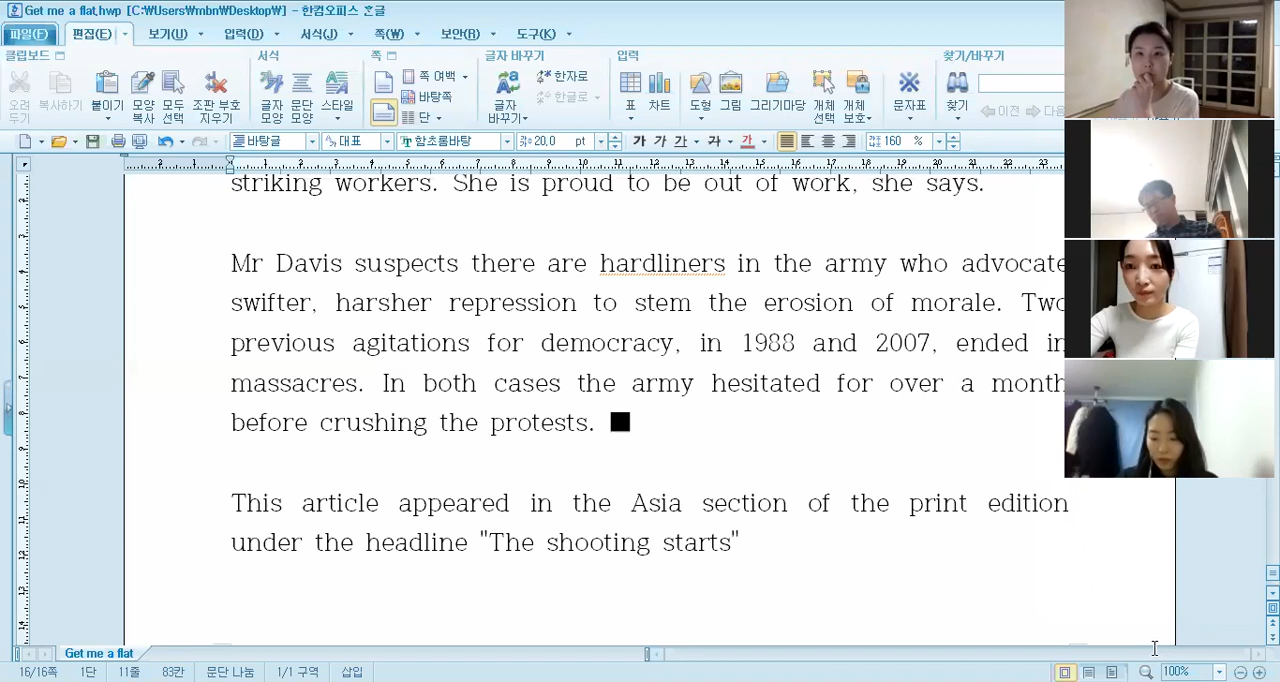 Get me a flat.hwp [C:\Users\mbn\Desktop\] - 한컴오피스 한글
파일(F) 편집(E) 보기(U) 입력(D) 서식(J) 쪽(W) 보안(R) 도구(K)
클립보드 서식 쪽 글자 바꾸기 입력 찾기/바꾸기
오려 두기 복사하기 붙이기 모양 복사 모두 선택 조판 부호 지우기 글자 모양 문단 모양 스타일 쪽 여백 바탕쪽 단 글자 바꾸기 한자로 한글로 표 차트 도형 그림 그리기마당 개체 선택 개체 보호 문자표 찾기 이전 다음
바탕글 대표 함초롬바탕 20,0 pt 가 가 가 가 가 160 %
striking workers. She is proud to be out of work, she says.
Mr Davis suspects there are hardliners in the army who advocate
swifter, harsher repression to stem the erosion of morale. Two
previous agitations for democracy, in 1988 and 2007, ended in
massacres. In both cases the army hesitated for over a month
before crushing the protests. ■
This article appeared in the Asia section of the print edition
under the headline "The shooting starts"
Get me a flat
16/16쪽 1단 11줄 83칸 문단 나눔 1/1 구역 삽입 100%